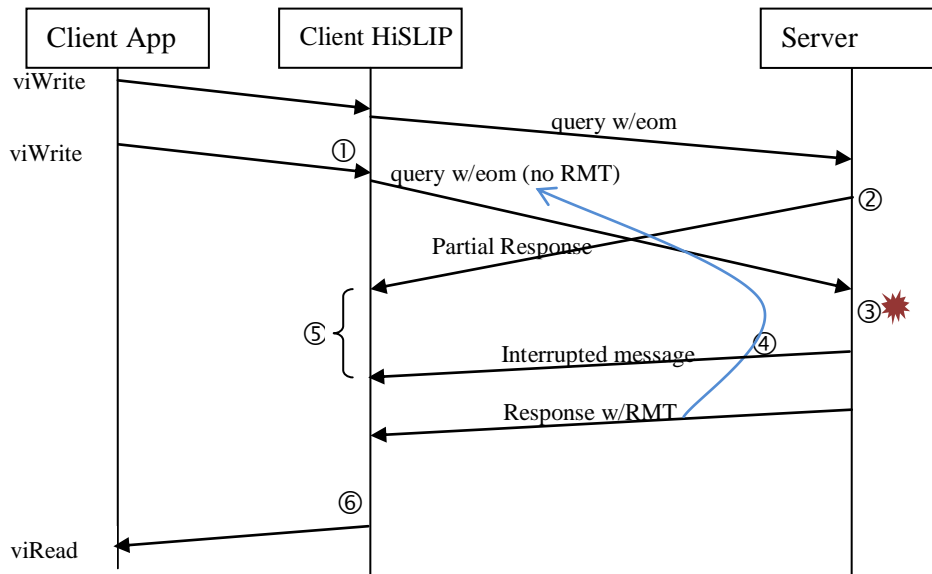 Client App
Client HiSLIP
Server
viWrite
query w/eom
viWrite
①
query w/eom (no RMT)
②
Partial Response
③
⑤
④
Interrupted message
Response w/RMT
⑥
viRead